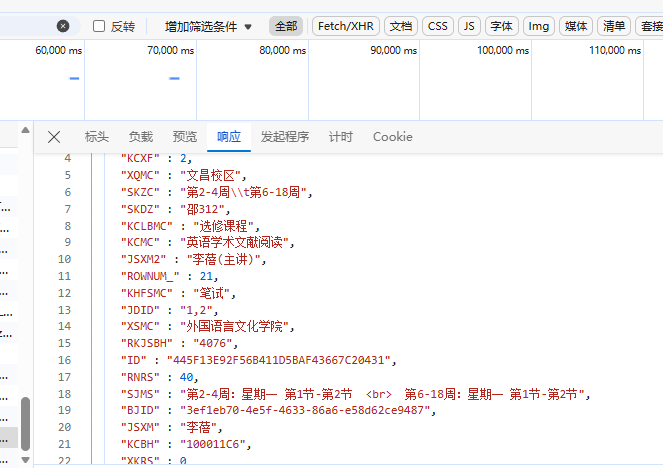 反转 增加筛选条件 全部 Fetch/XHR 文档 CSS JS 字体 Img 媒体 清单 套接
60,000 ms 70,000 ms 80,000 ms 90,000 ms 100,000 ms 110,000 ms
标头 负载 预览 响应 发起程序 计时 Cookie
4 "KCXF" : 2,
5 "XQMC" : "文昌校区",
6 "SKZC" : "第2-4周\\t第6-18周",
7 "SKDZ" : "邵312",
8 "KCLBMC" : "选修课程",
9 "KCMC" : "英语学术文献阅读",
10 "JSXM2" : "李蓓(主讲)",
11 "ROWNUM_" : 21,
12 "KHFSMC" : "笔试",
13 "JDID" : "1,2",
14 "XSMC" : "外国语言文化学院",
15 "RKJSBH" : "4076",
16 "ID" : "445F13E92F56B411D5BAF43667C20431",
17 "RNRS" : 40,
18 "SJMS" : "第2-4周：星期一 第1节-第2节 <br> 第6-18周：星期一 第1节-第2节",
19 "BJID" : "3ef1eb70-4e5f-4633-86a6-e58d62ce9487",
20 "JSXM" : "李蓓",
21 "KCBH" : "100011C6",
22 "XKRS" : 0